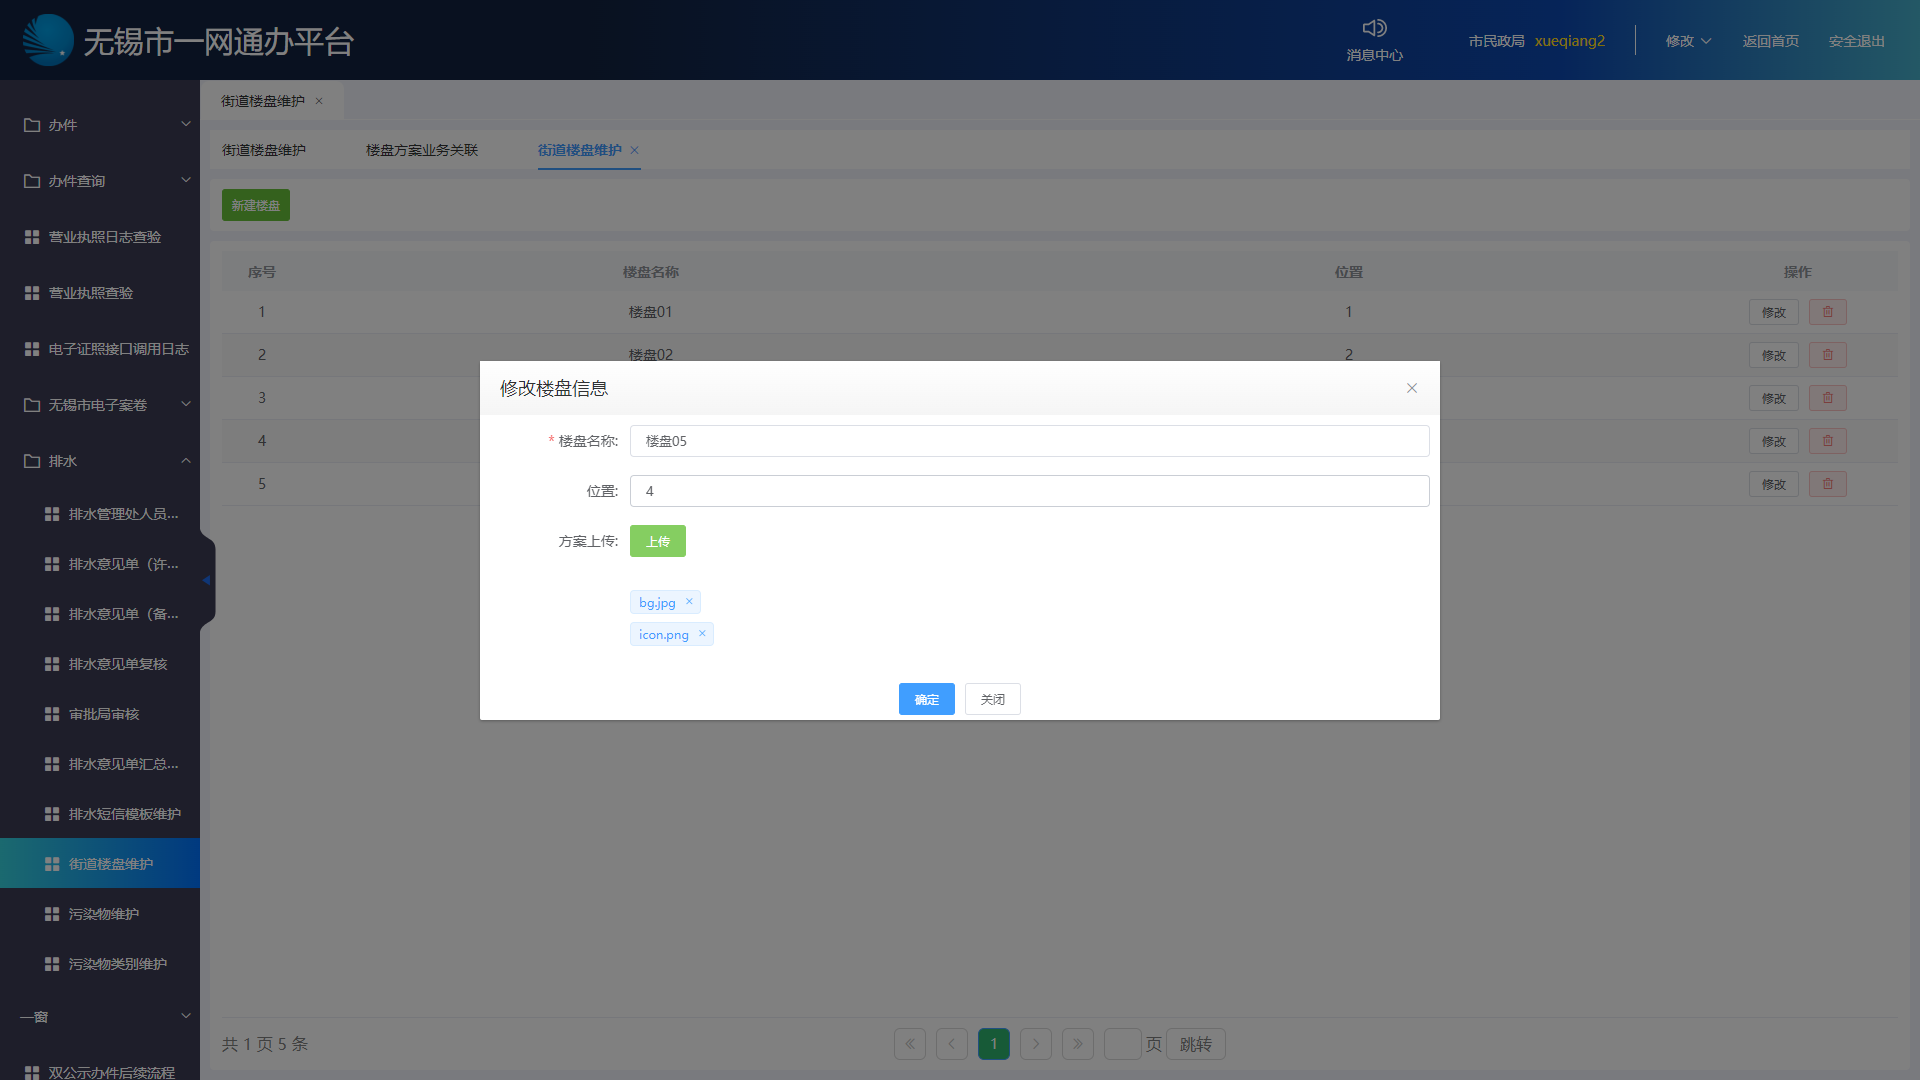 无锡市一网通办平台
消息中心
市民政局 xueqiang2
修改
返回首页
安全退出
办件
办件查询
营业执照日志查验
营业执照查验
电子证照接口调用日志
无锡市电子案卷
排水
排水管理处人员...
排水意见单（许...
排水意见单（备...
排水意见单复核
审批局审核
排水意见单汇总...
排水短信模板维护
街道楼盘维护
污染物维护
污染物类别维护
一窗
双公示办件后续流程
街道楼盘维护
街道楼盘维护 楼盘方案业务关联 街道楼盘维护
新建楼盘
序号 楼盘名称 位置 操作
1 楼盘01 1 修改
2 楼盘02 2 修改
3 修改
4 修改
5 修改
修改楼盘信息
* 楼盘名称: 楼盘05
位置: 4
方案上传: 上传
bg.jpg
icon.png
确定 关闭
共 1 页 5 条
1
页 跳转